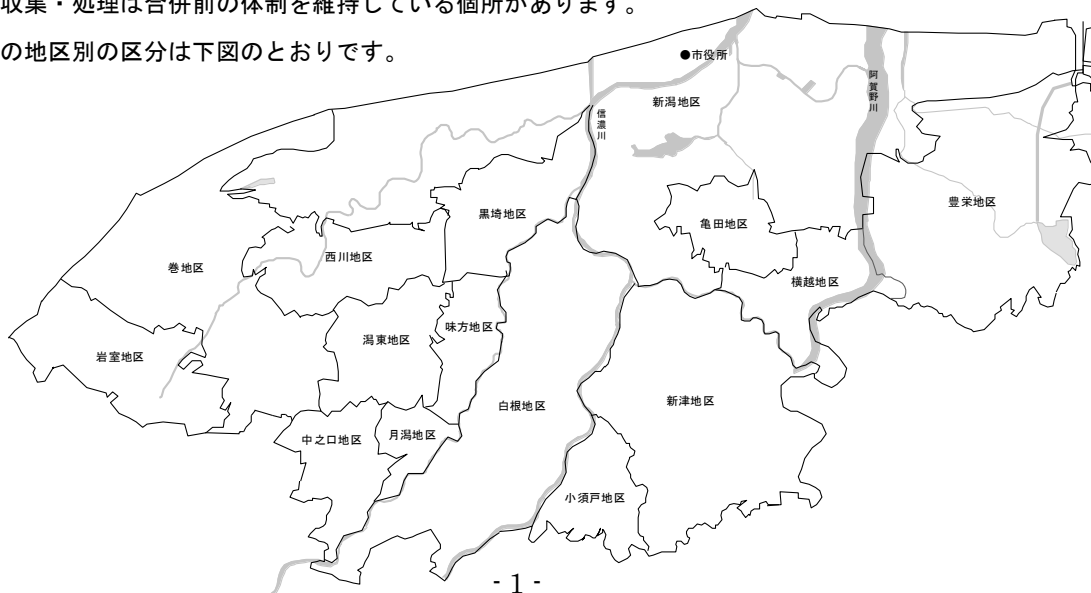 収集・処理は合併前の体制を維持している個所があります。
の地区別の区分は下図のとおりです。
●市役所
新潟地区
信濃川
阿賀野川
豊栄地区
黒埼地区
亀田地区
西川地区
巻地区
横越地区
味方地区
潟東地区
岩室地区
白根地区
新津地区
中之口地区
月潟地区
小須戸地区
- 1 -